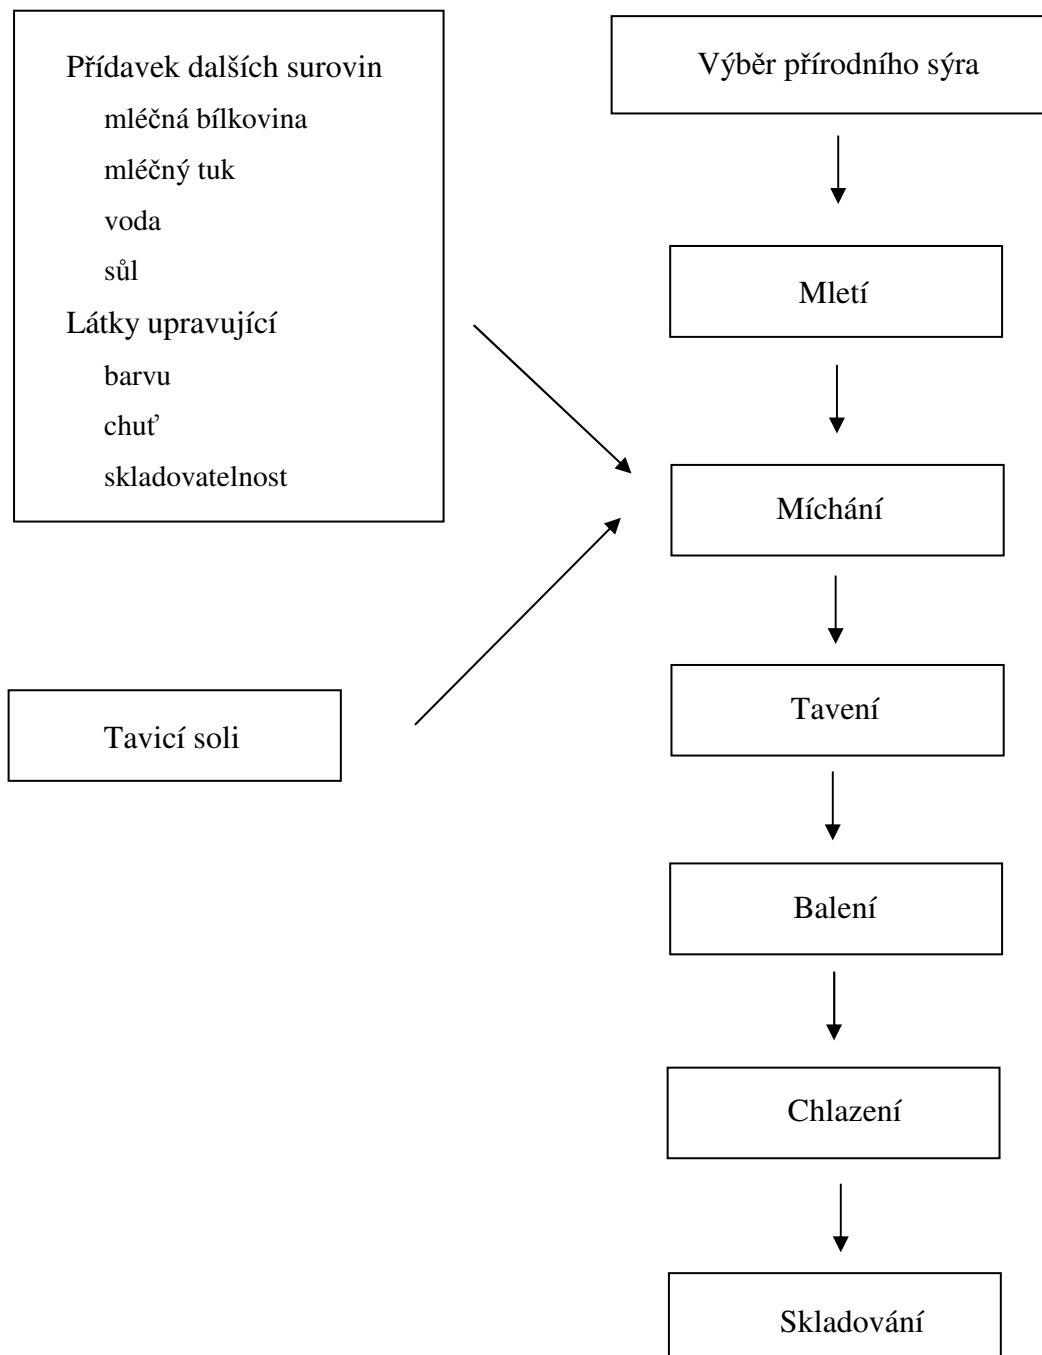 Přídavek dalších surovin
mléčná bílkovina
mléčný tuk
voda
sůl
Látky upravující
barvu
chuť
skladovatelnost
Tavicí soli
Výběr přírodního sýra
Mletí
Míchání
Tavení
Balení
Chlazení
Skladování